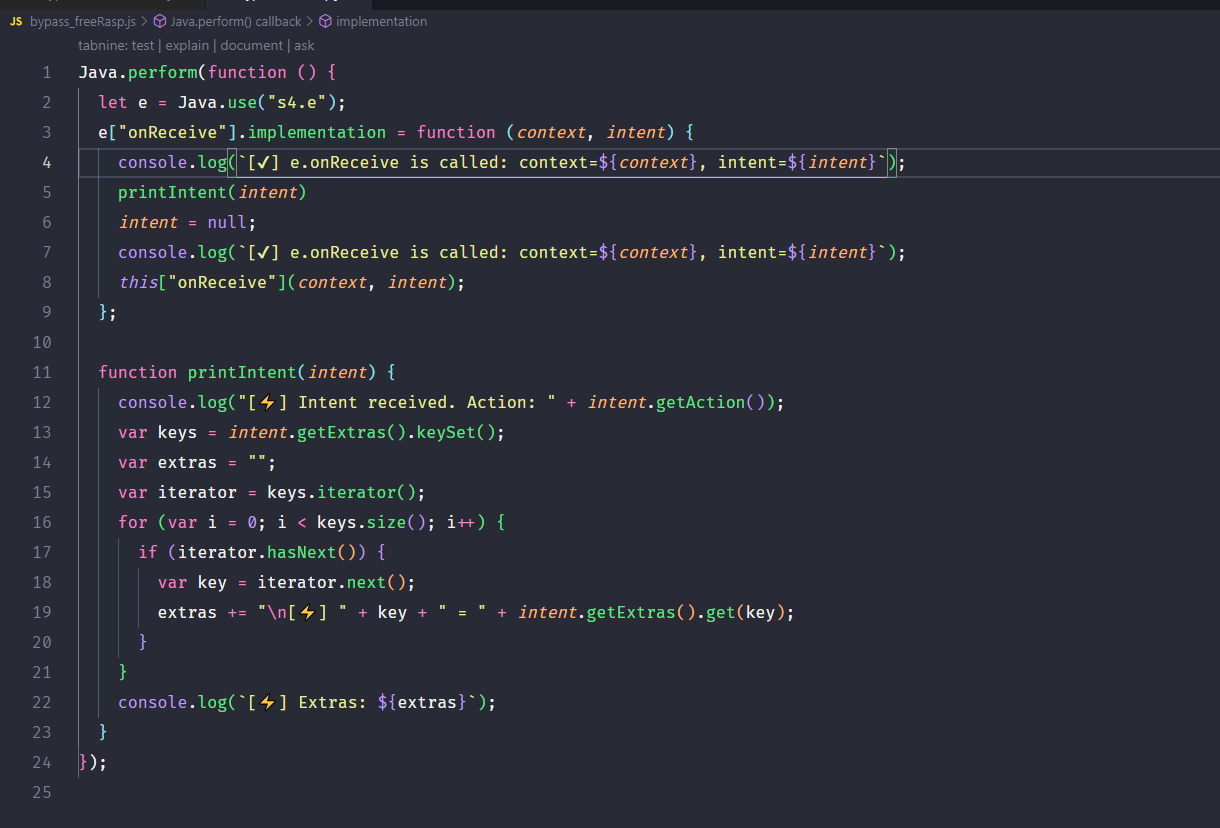 JS bypass_freeRasp.js > Java.perform() callback > implementation
tabnine: test | explain | document | ask
1 Java.perform(function () {
2 let e = Java.use("s4.e");
3 e["onReceive"].implementation = function (context, intent) {
4 console.log(`[✓] e.onReceive is called: context=${context}, intent=${intent}`);
5 printIntent(intent)
6 intent = null;
7 console.log(`[✓] e.onReceive is called: context=${context}, intent=${intent}`);
8 this["onReceive"](context, intent);
9 };
10
11 function printIntent(intent) {
12 console.log("[⚡] Intent received. Action: " + intent.getAction());
13 var keys = intent.getExtras().keySet();
14 var extras = "";
15 var iterator = keys.iterator();
16 for (var i = 0; i < keys.size(); i++) {
17 if (iterator.hasNext()) {
18 var key = iterator.next();
19 extras += "\n[⚡] " + key + " = " + intent.getExtras().get(key);
20 }
21 }
22 console.log(`[⚡] Extras: ${extras}`);
23 }
24 });
25